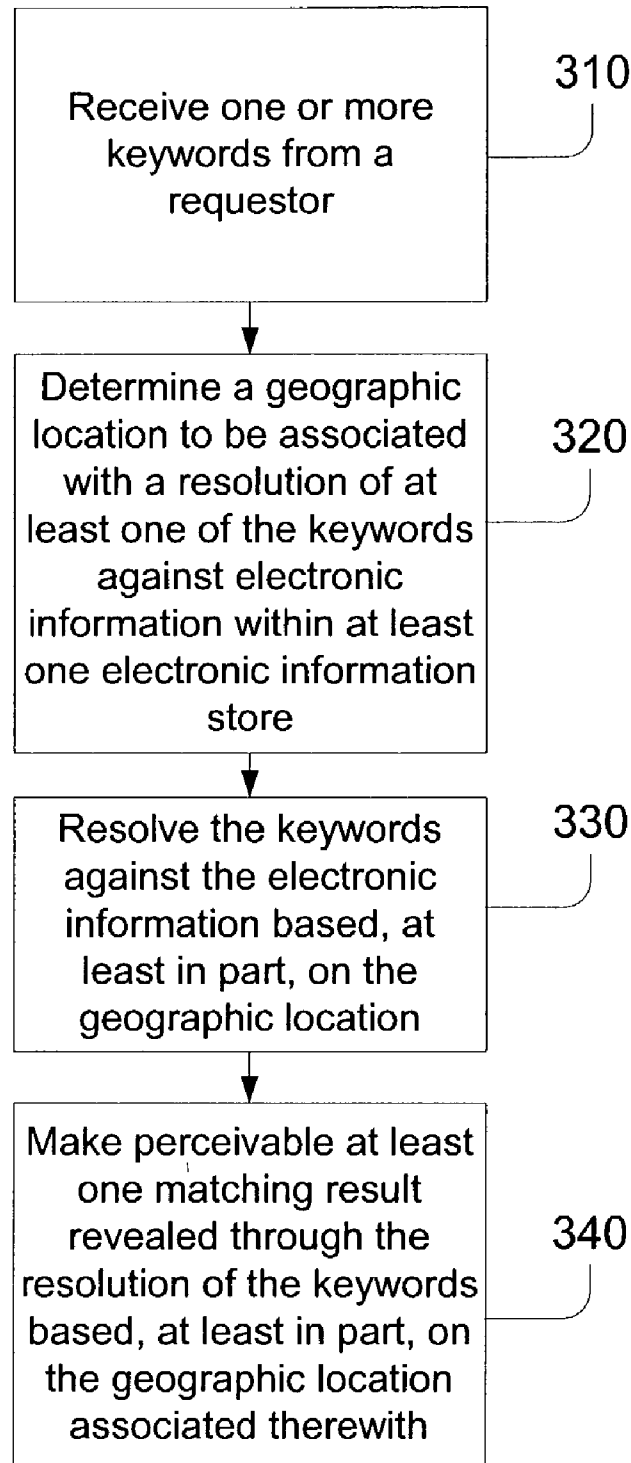 Receive one or more
keywords from a
requestor
310
Determine a geographic
location to be associated
with a resolution of at
least one of the keywords
against electronic
information within at least
one electronic information
store
320
Resolve the keywords
against the electronic
information based, at
least in part, on the
geographic location
330
Make perceivable at least
one matching result
revealed through the
resolution of the keywords
based, at least in part, on
the geographic location
associated therewith
340